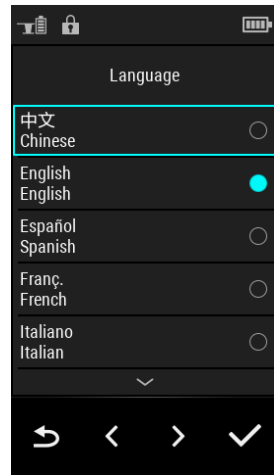 Language
中文
Chinese
English
English
Español
Spanish
Franç.
French
Italiano
Italian